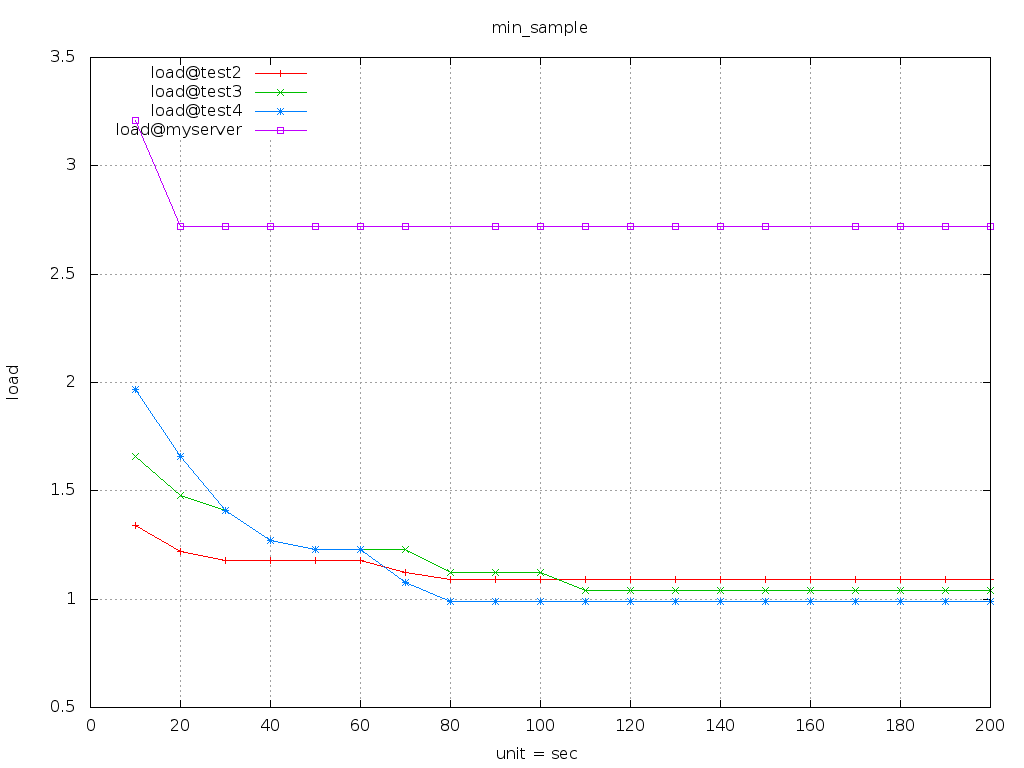 min_sample
3.5
3
2.5
2
1.5
1
0.5
load
load@test2
load@test3
load@test4
load@myserver
0 20 40 60 80 100 120 140 160 180 200
unit = sec